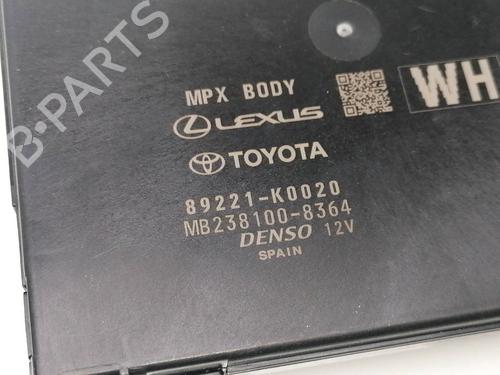 B-PARTS
MPX BODY
WH
LEXUS
TOYOTA
89221-K0020
MB238100-8364
DENSO 12V
SPAIN